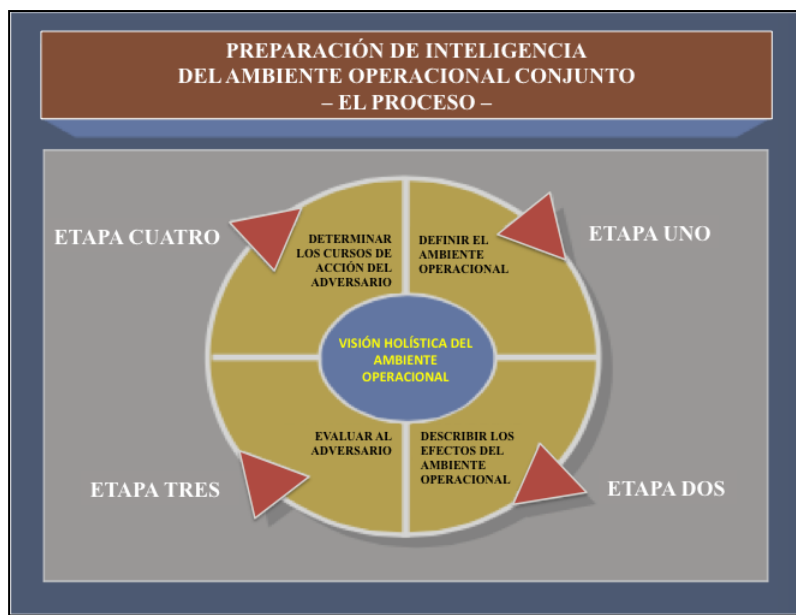 PREPARACIÓN DE INTELIGENCIA
DEL AMBIENTE OPERACIONAL CONJUNTO
– EL PROCESO –
ETAPA UNO
DEFINIR EL
AMBIENTE
OPERACIONAL
ETAPA DOS
DESCRIBIR LOS
EFECTOS DEL
AMBIENTE
OPERACIONAL
ETAPA TRES
EVALUAR AL
ADVERSARIO
ETAPA CUATRO
DETERMINAR
LOS CURSOS DE
ACCIÓN DEL
ADVERSARIO
VISIÓN HOLÍSTICA DEL
AMBIENTE
OPERACIONAL